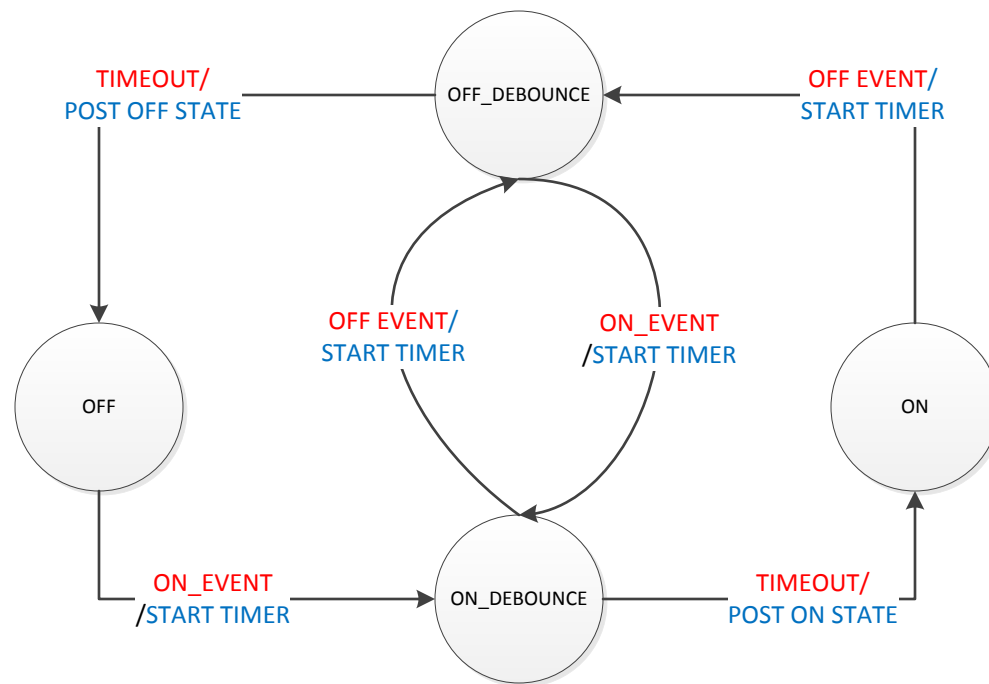 TIMEOUT/
POST OFF STATE
OFF_DEBOUNCE
OFF EVENT/
START TIMER
OFF EVENT/
START TIMER
ON_EVENT
/START TIMER
OFF
ON
ON_EVENT
/START TIMER
ON_DEBOUNCE
TIMEOUT/
POST ON STATE